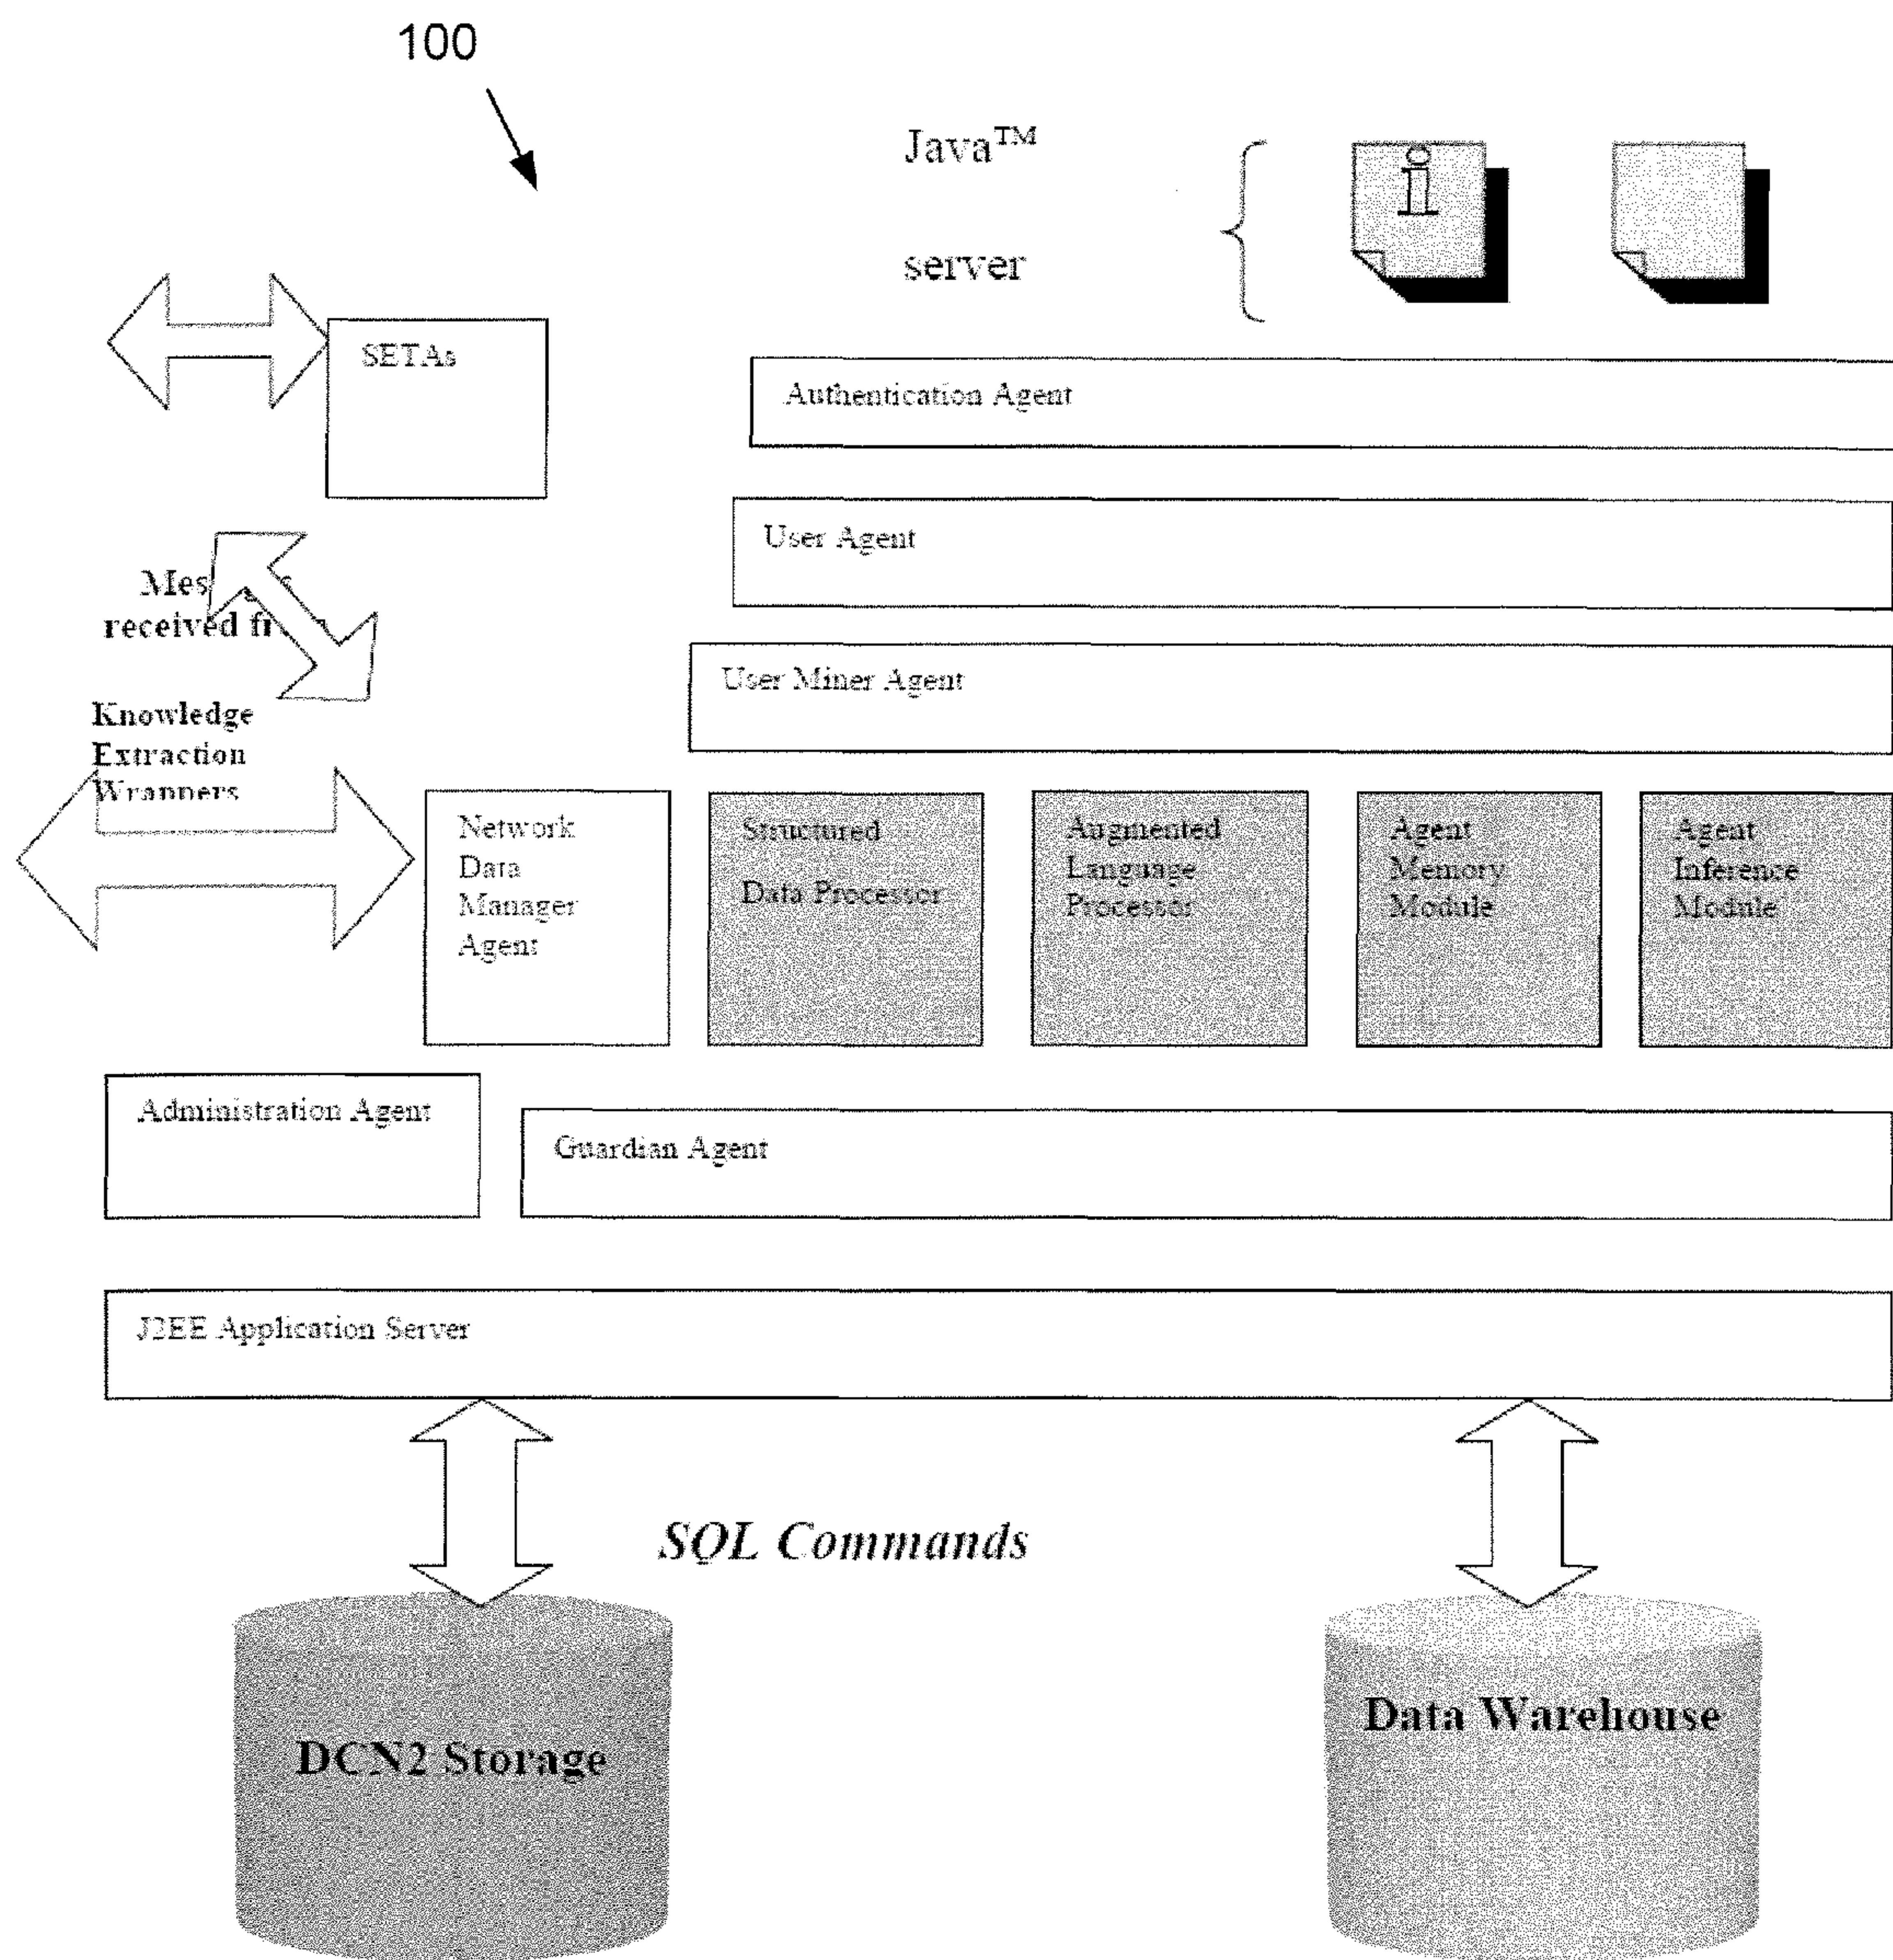 100
Java™
server
i
SETAs
Authentication Agent
User Agent
received
User Miner Agent
Knowledge
Extraction
Wrappers
Network
Data
Manager
Agent
Structured
Data Processor
Augmented
Language
Processor
Agent
Memory
Module
Agent
Inference
Module
Administration Agent
Guardian Agent
J2EE Application Server
SQL Commands
DCN2 Storage
Data Warehouse